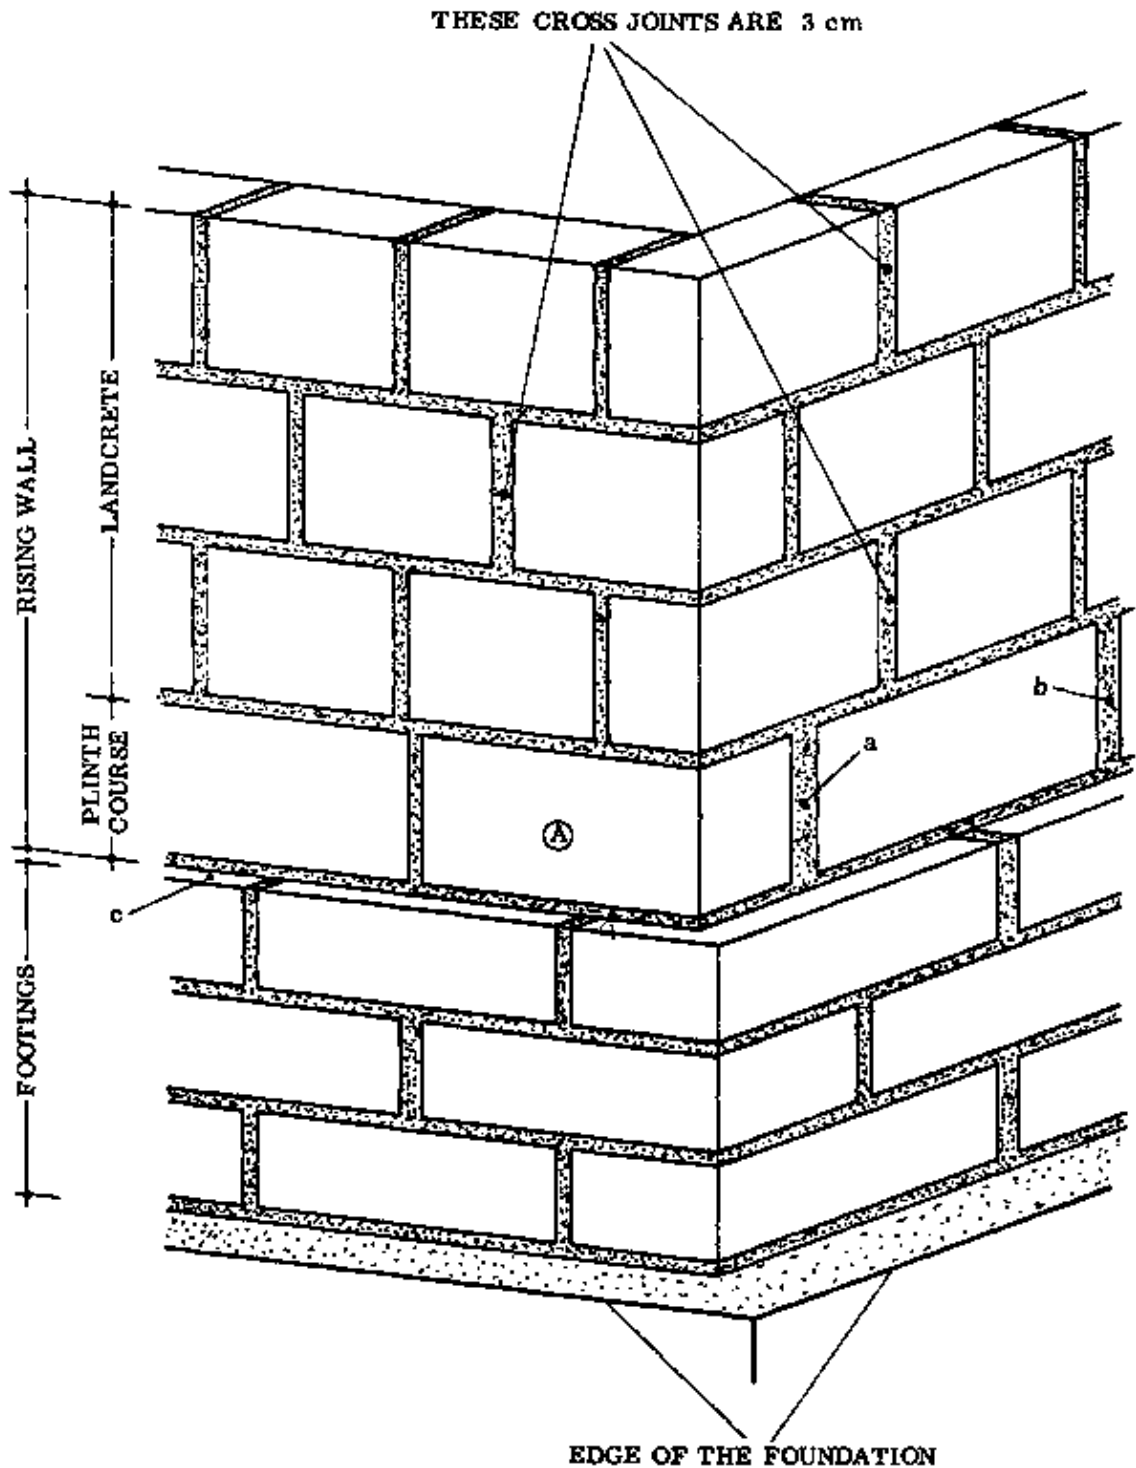 THESE CROSS JOINTS ARE 3 cm
RISING WALL
LANDCRETE
PLINTH
COURSE
FOOTINGS
A
a
b
c
EDGE OF THE FOUNDATION